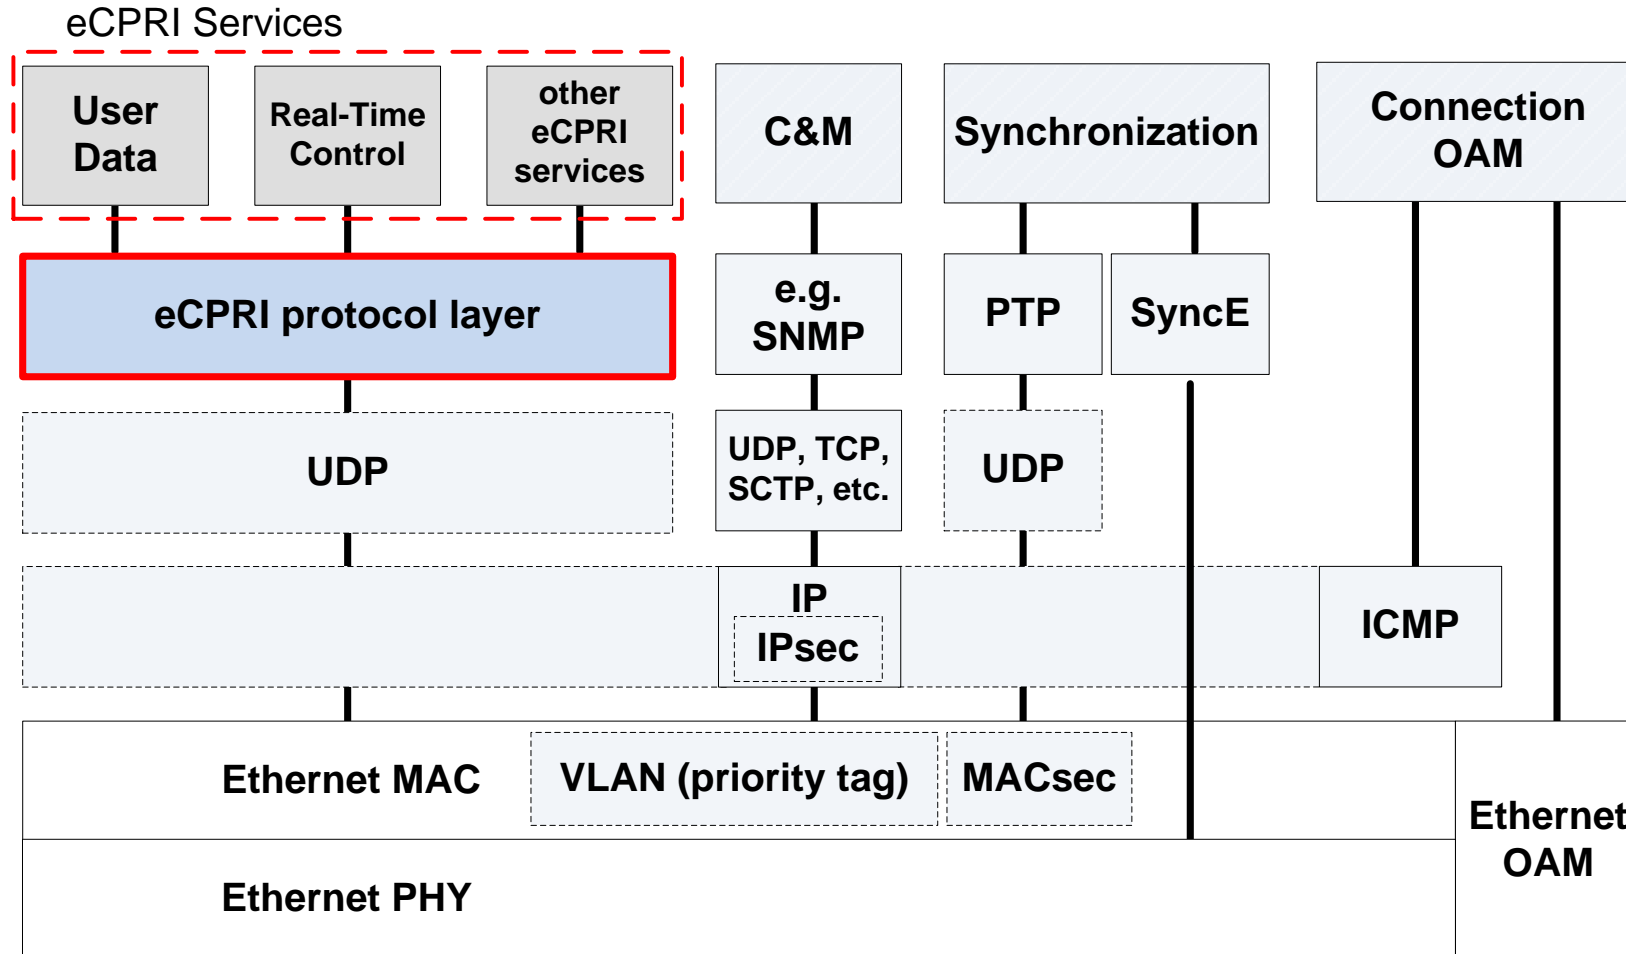 eCPRI Services
User
Data
Real-Time
Control
other
eCPRI
services
C&M
Synchronization
Connection
OAM
eCPRI protocol layer
e.g.
SNMP
PTP
SyncE
UDP
UDP, TCP,
SCTP, etc.
UDP
IP
IPsec
ICMP
Ethernet MAC
VLAN (priority tag)
MACsec
Ethernet
OAM
Ethernet PHY